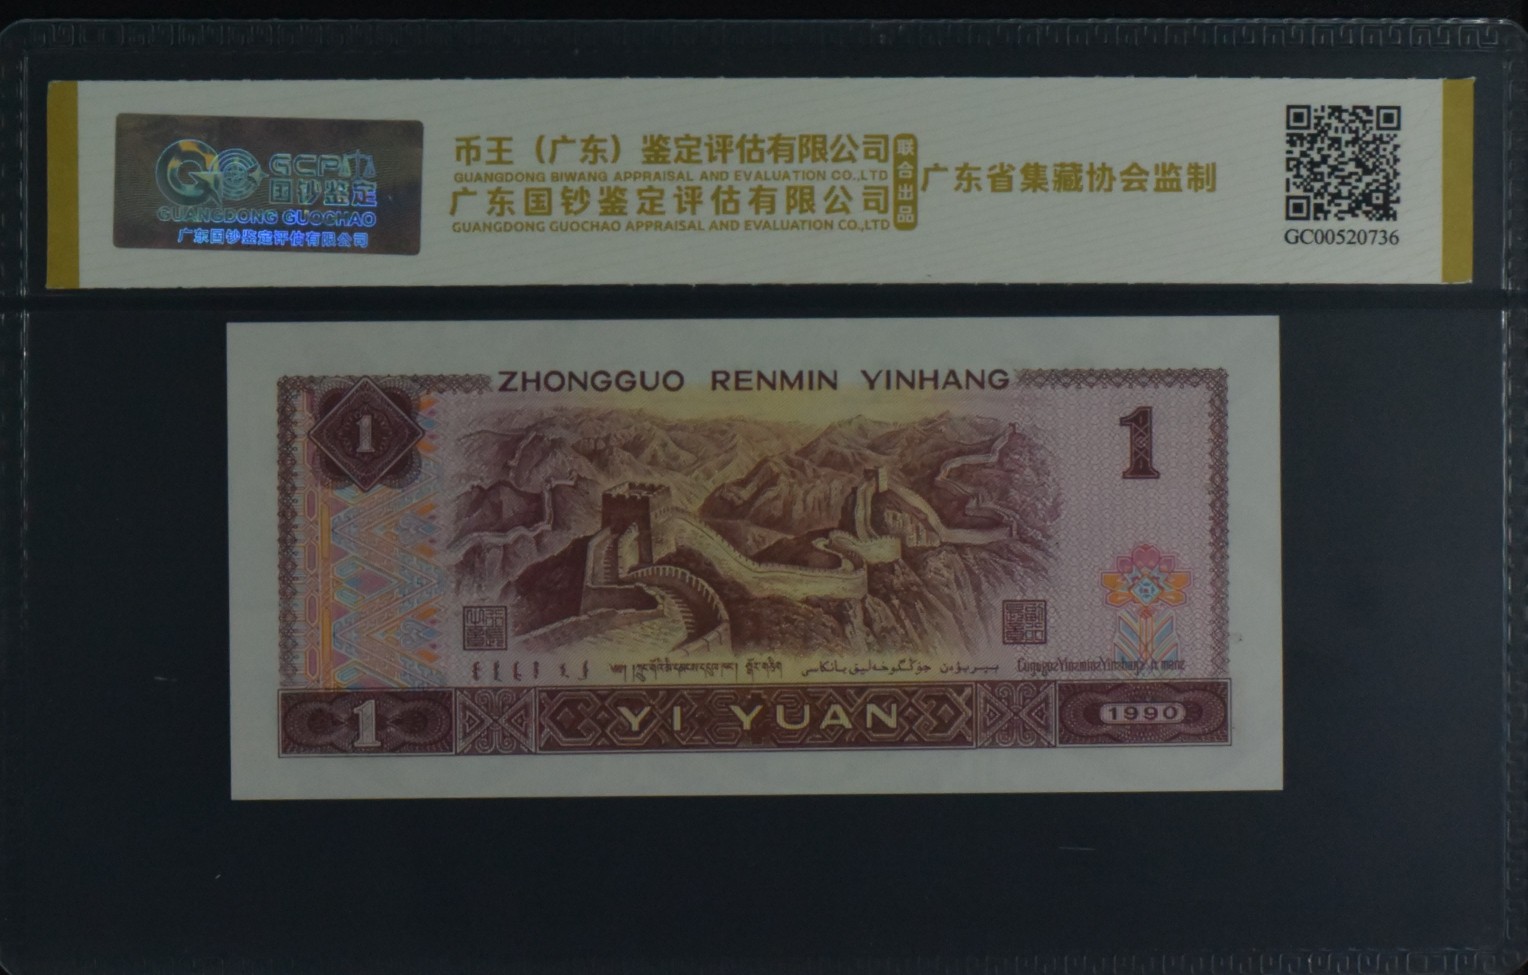 GCPA
国钞鉴定
GUANGDONG GUOCHAO
广东国钞鉴定评估有限公司
币王（广东）鉴定评估有限公司
GUANGDONG BIWANG APPRAISAL AND EVALUATION CO.,LTD
广东国钞鉴定评估有限公司
GUANGDONG GUOCHAO APPRAISAL AND EVALUATION CO.,LTD
联合出品
广东省集藏协会监制
GC00520736
ZHONGGUO RENMIN YINHANG
1
1
1
YI YUAN
1990